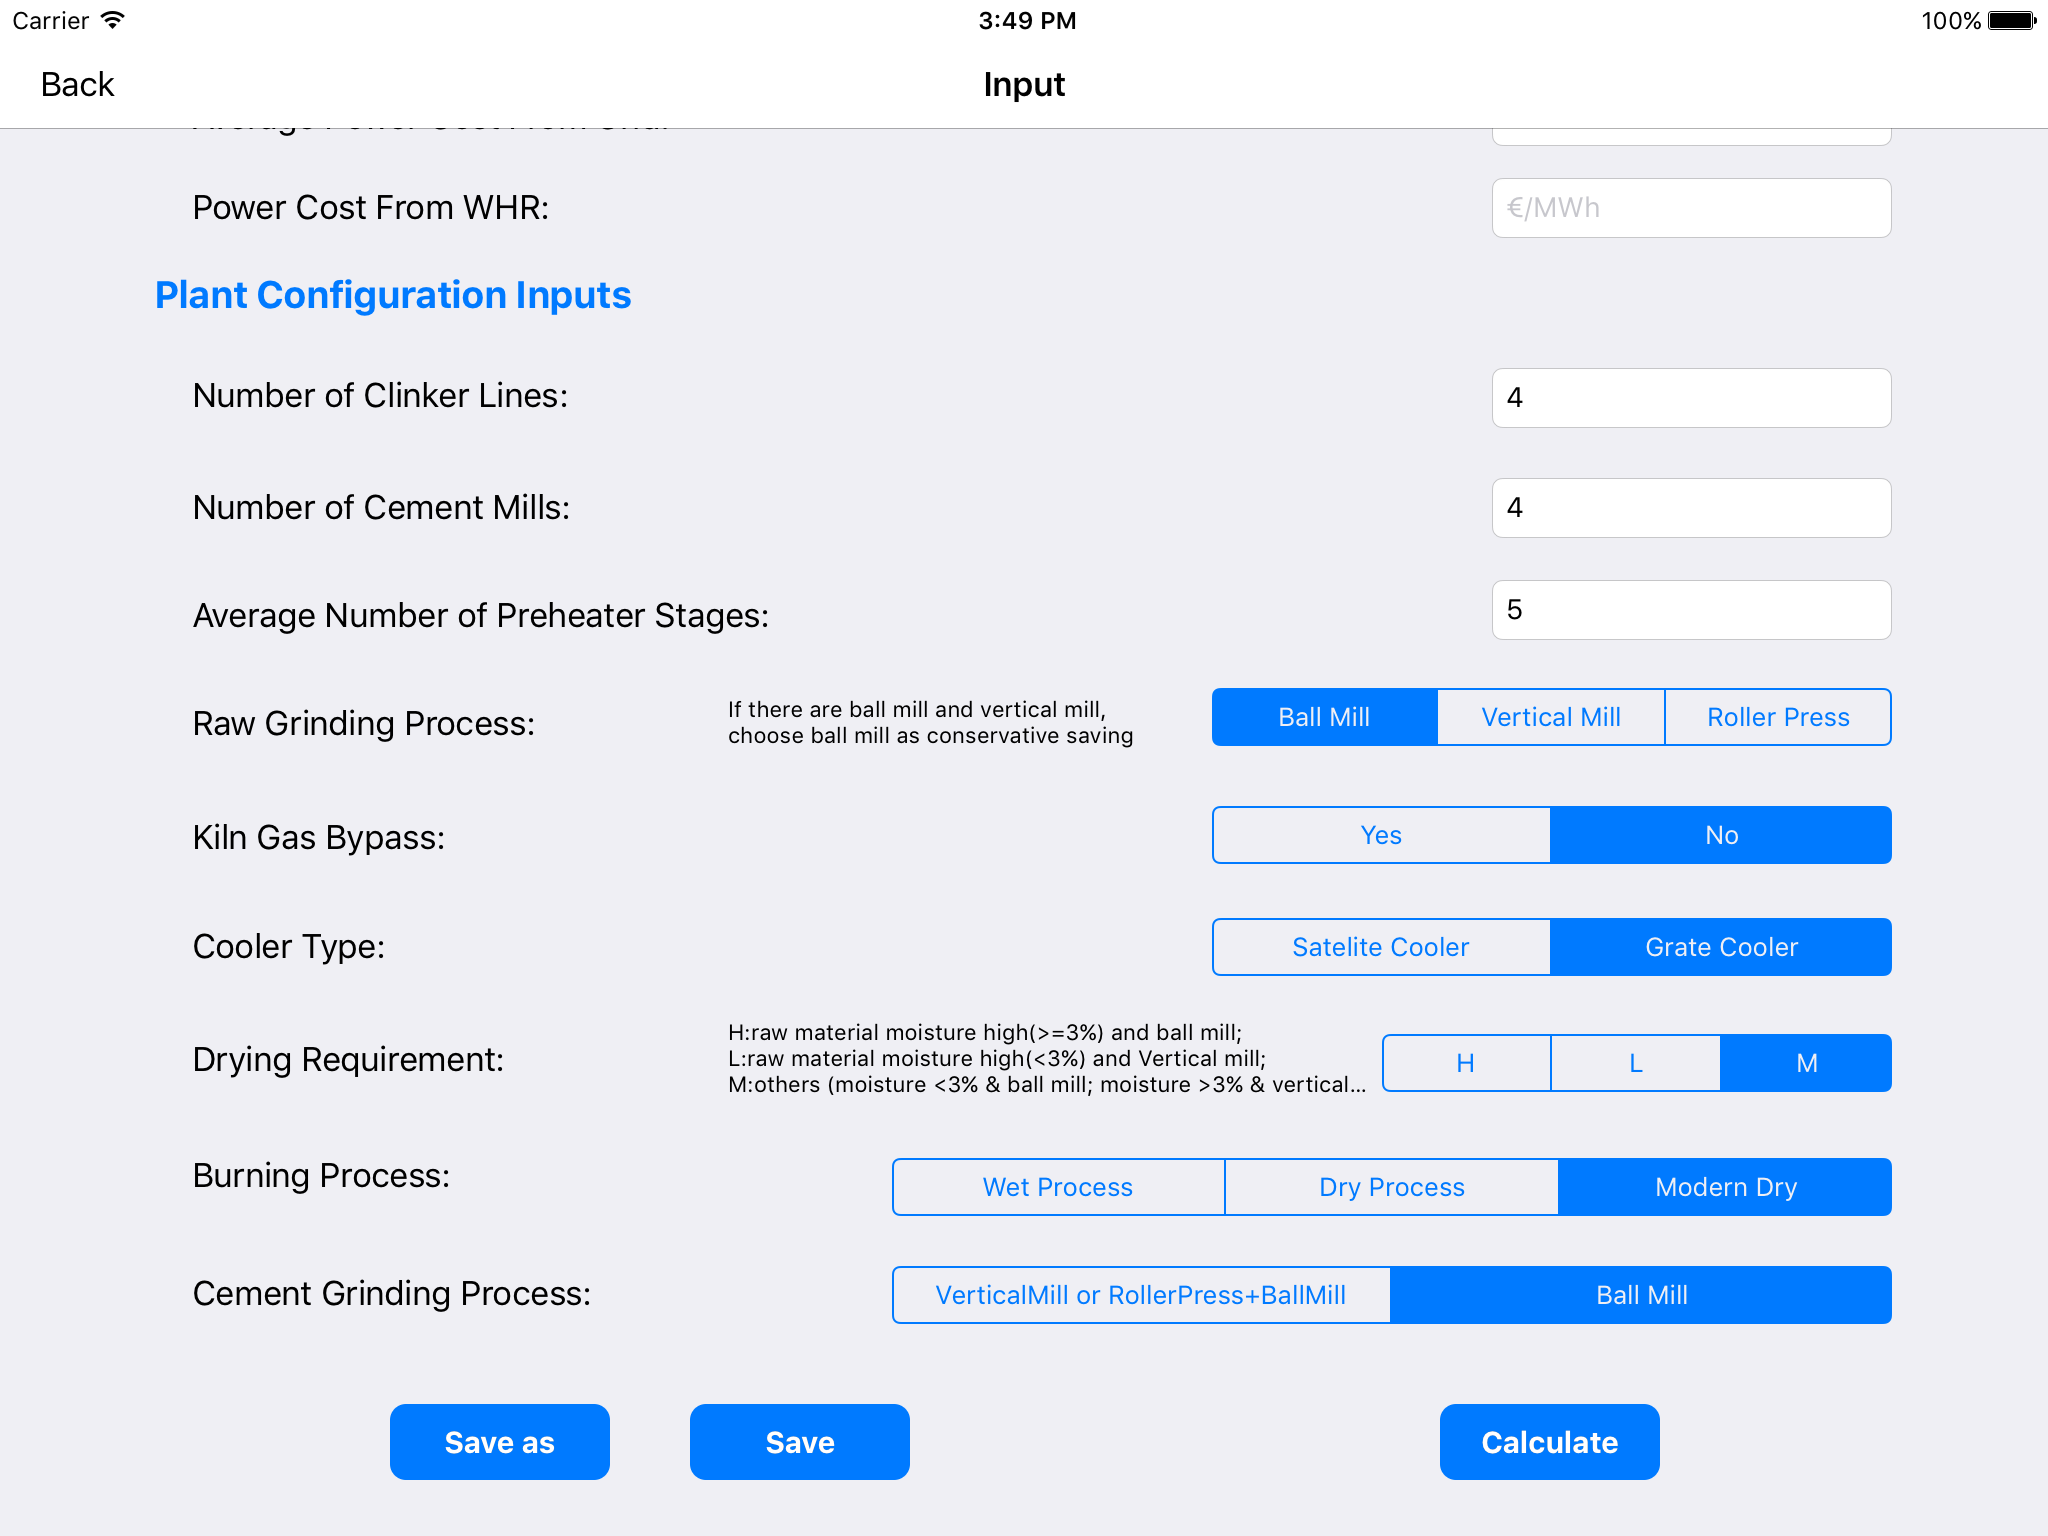 Carrier
3:49 PM
100%
Back
Input
Power Cost From WHR:
€/MWh
Plant Configuration Inputs
Number of Clinker Lines:
4
Number of Cement Mills:
4
Average Number of Preheater Stages:
5
Raw Grinding Process:
If there are ball mill and vertical mill,
choose ball mill as conservative saving
Ball Mill
Vertical Mill
Roller Press
Kiln Gas Bypass:
Yes
No
Cooler Type:
Satelite Cooler
Grate Cooler
Drying Requirement:
H:raw material moisture high(>=3%) and ball mill;
L:raw material moisture high(<3%) and Vertical mill;
M:others (moisture <3% & ball mill; moisture >3% & vertical...
H
L
M
Burning Process:
Wet Process
Dry Process
Modern Dry
Cement Grinding Process:
VerticalMill or RollerPress+BallMill
Ball Mill
Save as
Save
Calculate